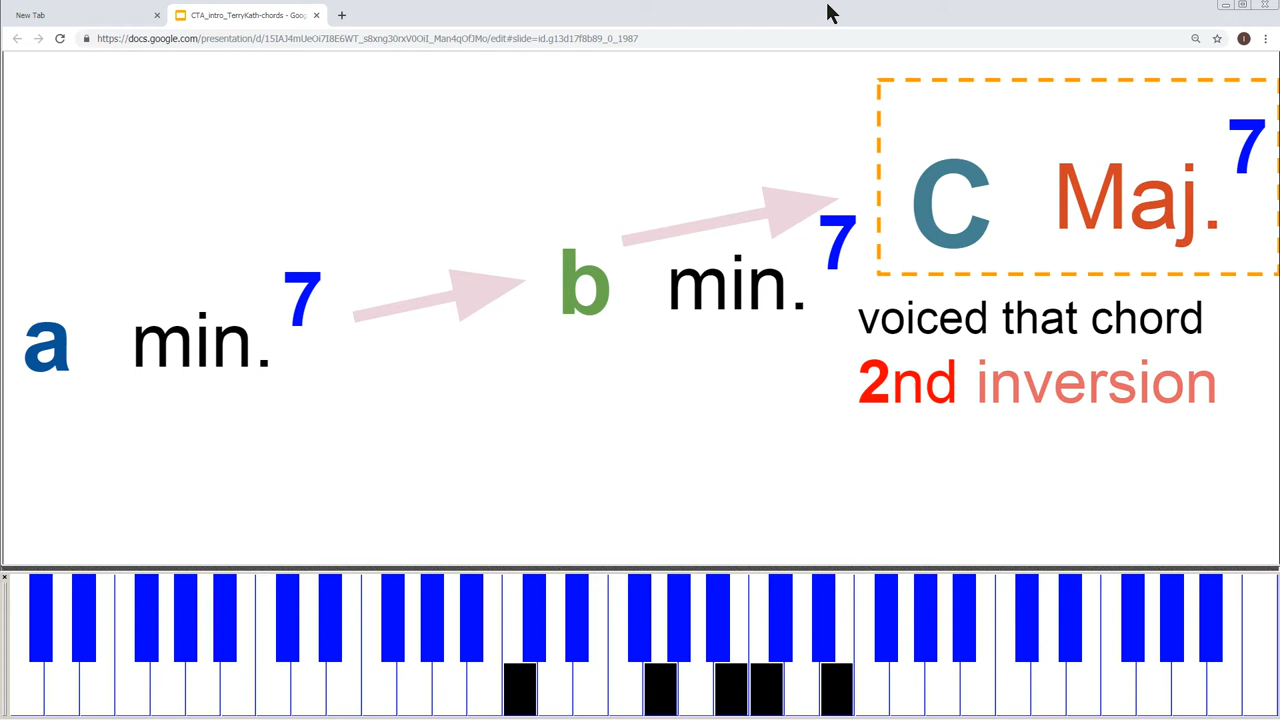 New Tab
CTA_intro_TerryKath-chords - Goog
https://docs.google.com/presentation/d/15IAJ4mUeOi7I8E6WT_s8xng30rxV0OiI_Man4qOfJMo/edit#slide=id.g13d17f8b89_0_1987
I
a min.7
b min.7
C Maj.7
voiced that chord
2nd inversion